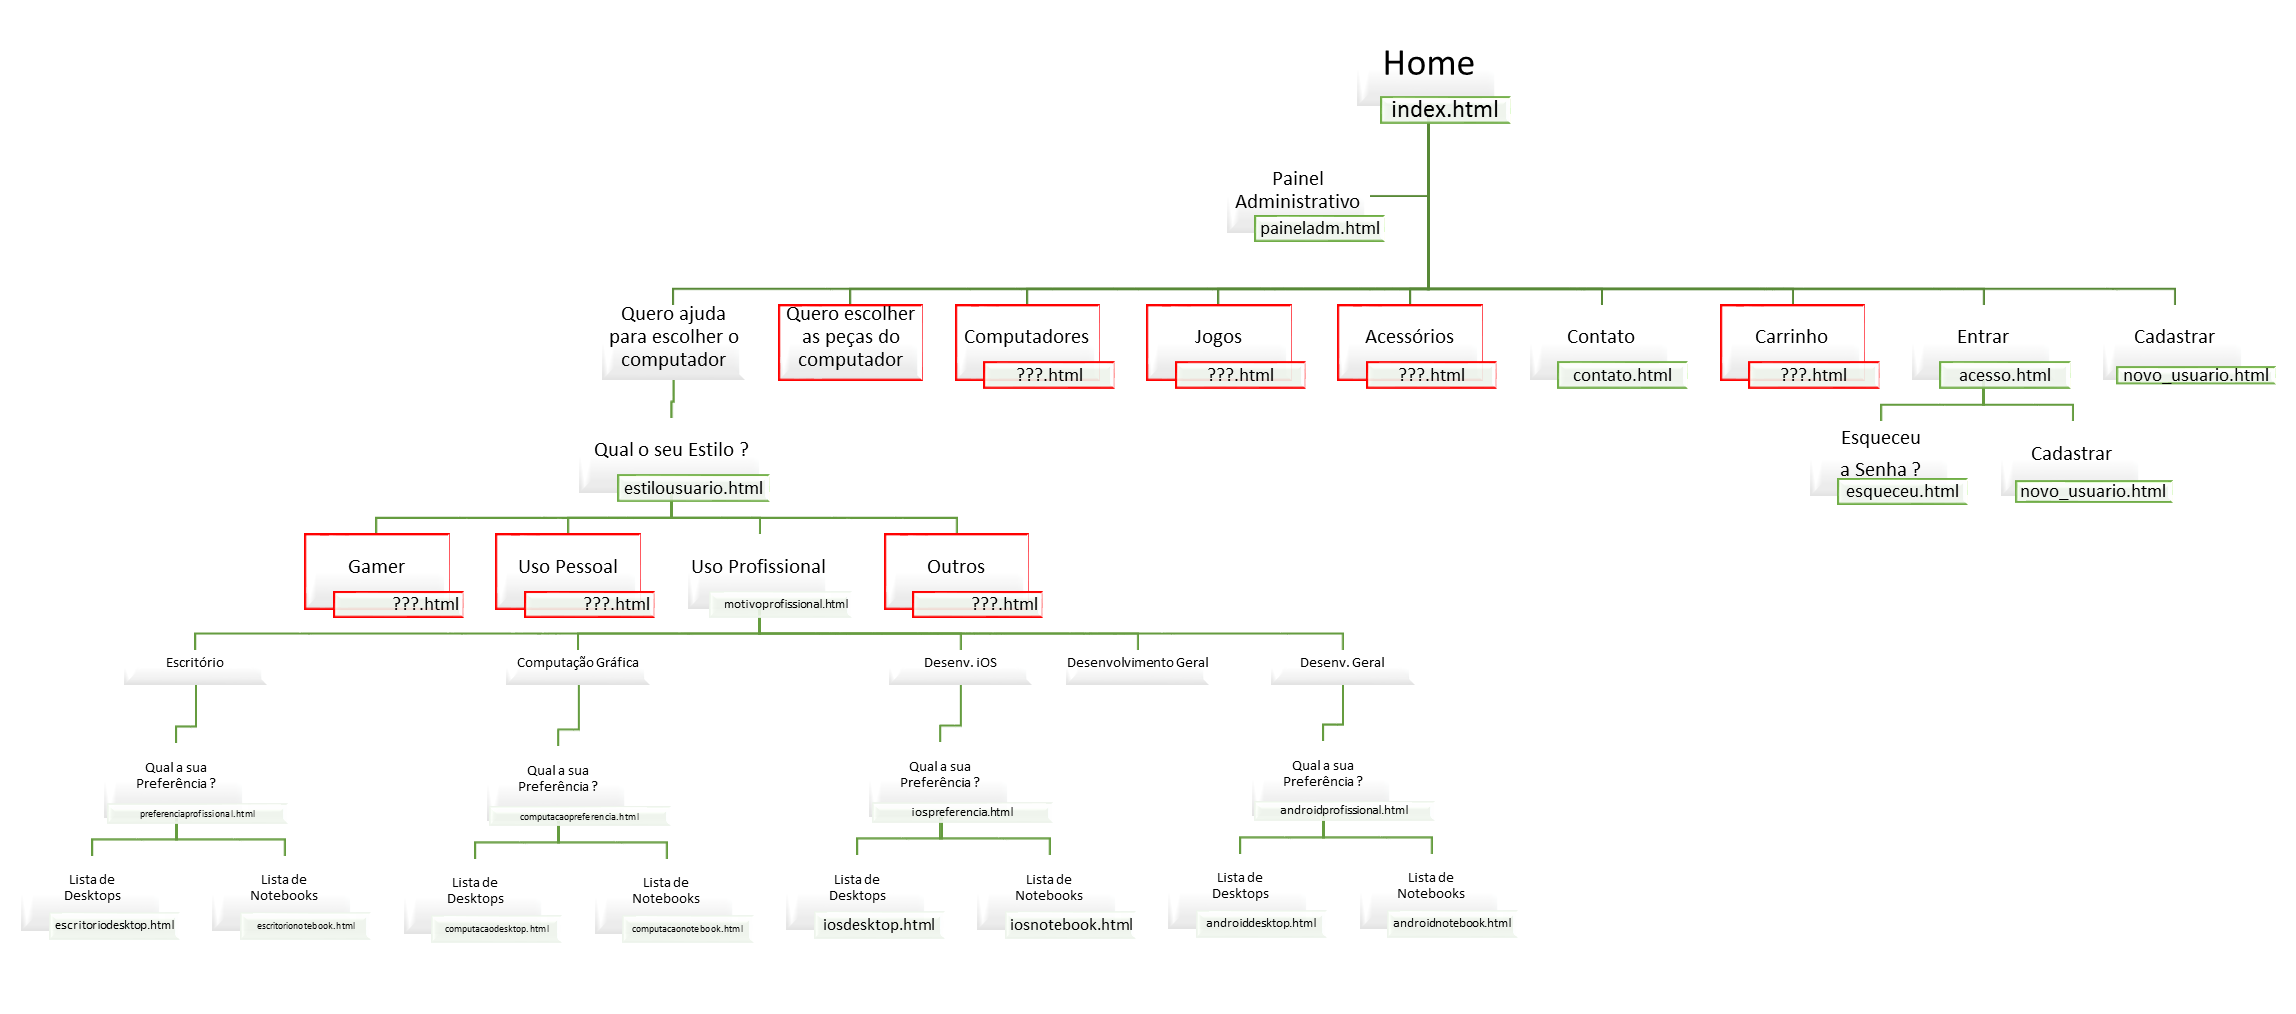 Home
index.html
Painel
Administrativo
paineladm.html
Quero ajuda
para escolher o
computador
Quero escolher
as peças do
computador
Computadores
???.html
Jogos
???.html
Acessórios
???.html
Contato
contato.html
Carrinho
???.html
Entrar
acesso.html
Cadastrar
novo_usuario.html
Qual o seu Estilo ?
estilousuario.html
Esqueceu
a Senha ?
esqueceu.html
Cadastrar
novo_usuario.html
Gamer
???.html
Uso Pessoal
???.html
Uso Profissional
motivoprofissional.html
Outros
???.html
Escritório
Computação Gráfica
Desenv. iOS
Desenvolvimento Geral
Desenv. Geral
Qual a sua
Preferência ?
preferenciaprofissional.html
Qual a sua
Preferência ?
computacaopreferencia.html
Qual a sua
Preferência ?
iospreferencia.html
Qual a sua
Preferência ?
androidprofissional.html
Lista de
Desktops
escritoriodesktop.html
Lista de
Notebooks
escritorionotebook.html
Lista de
Desktops
computacaodesktop.html
Lista de
Notebooks
computacaonotebook.html
Lista de
Desktops
iosdesktop.html
Lista de
Notebooks
iosnotebook.html
Lista de
Desktops
androiddesktop.html
Lista de
Notebooks
androidnotebook.html